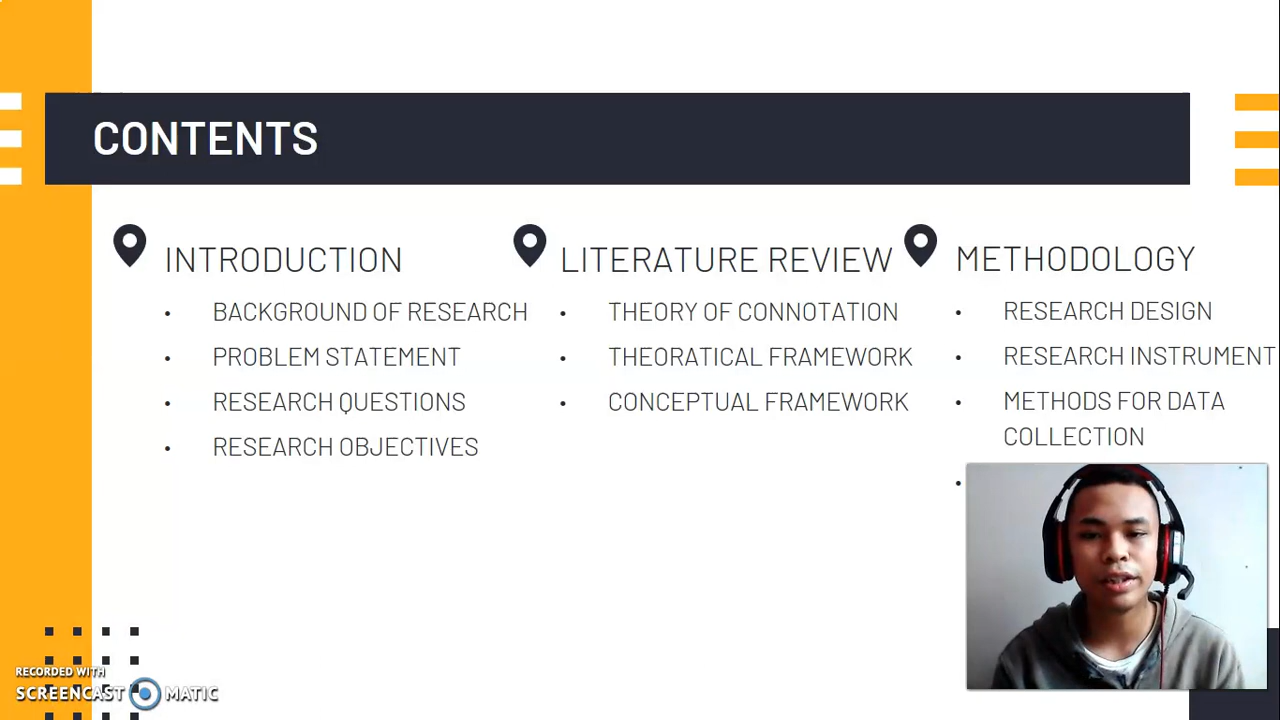 CONTENTS
INTRODUCTION
• BACKGROUND OF RESEARCH
• PROBLEM STATEMENT
• RESEARCH QUESTIONS
• RESEARCH OBJECTIVES
LITERATURE REVIEW
• THEORY OF CONNOTATION
• THEORATICAL FRAMEWORK
• CONCEPTUAL FRAMEWORK
METHODOLOGY
• RESEARCH DESIGN
• RESEARCH INSTRUMENT
• METHODS FOR DATA
COLLECTION
RECORDED WITH
SCREENCAST MATIC